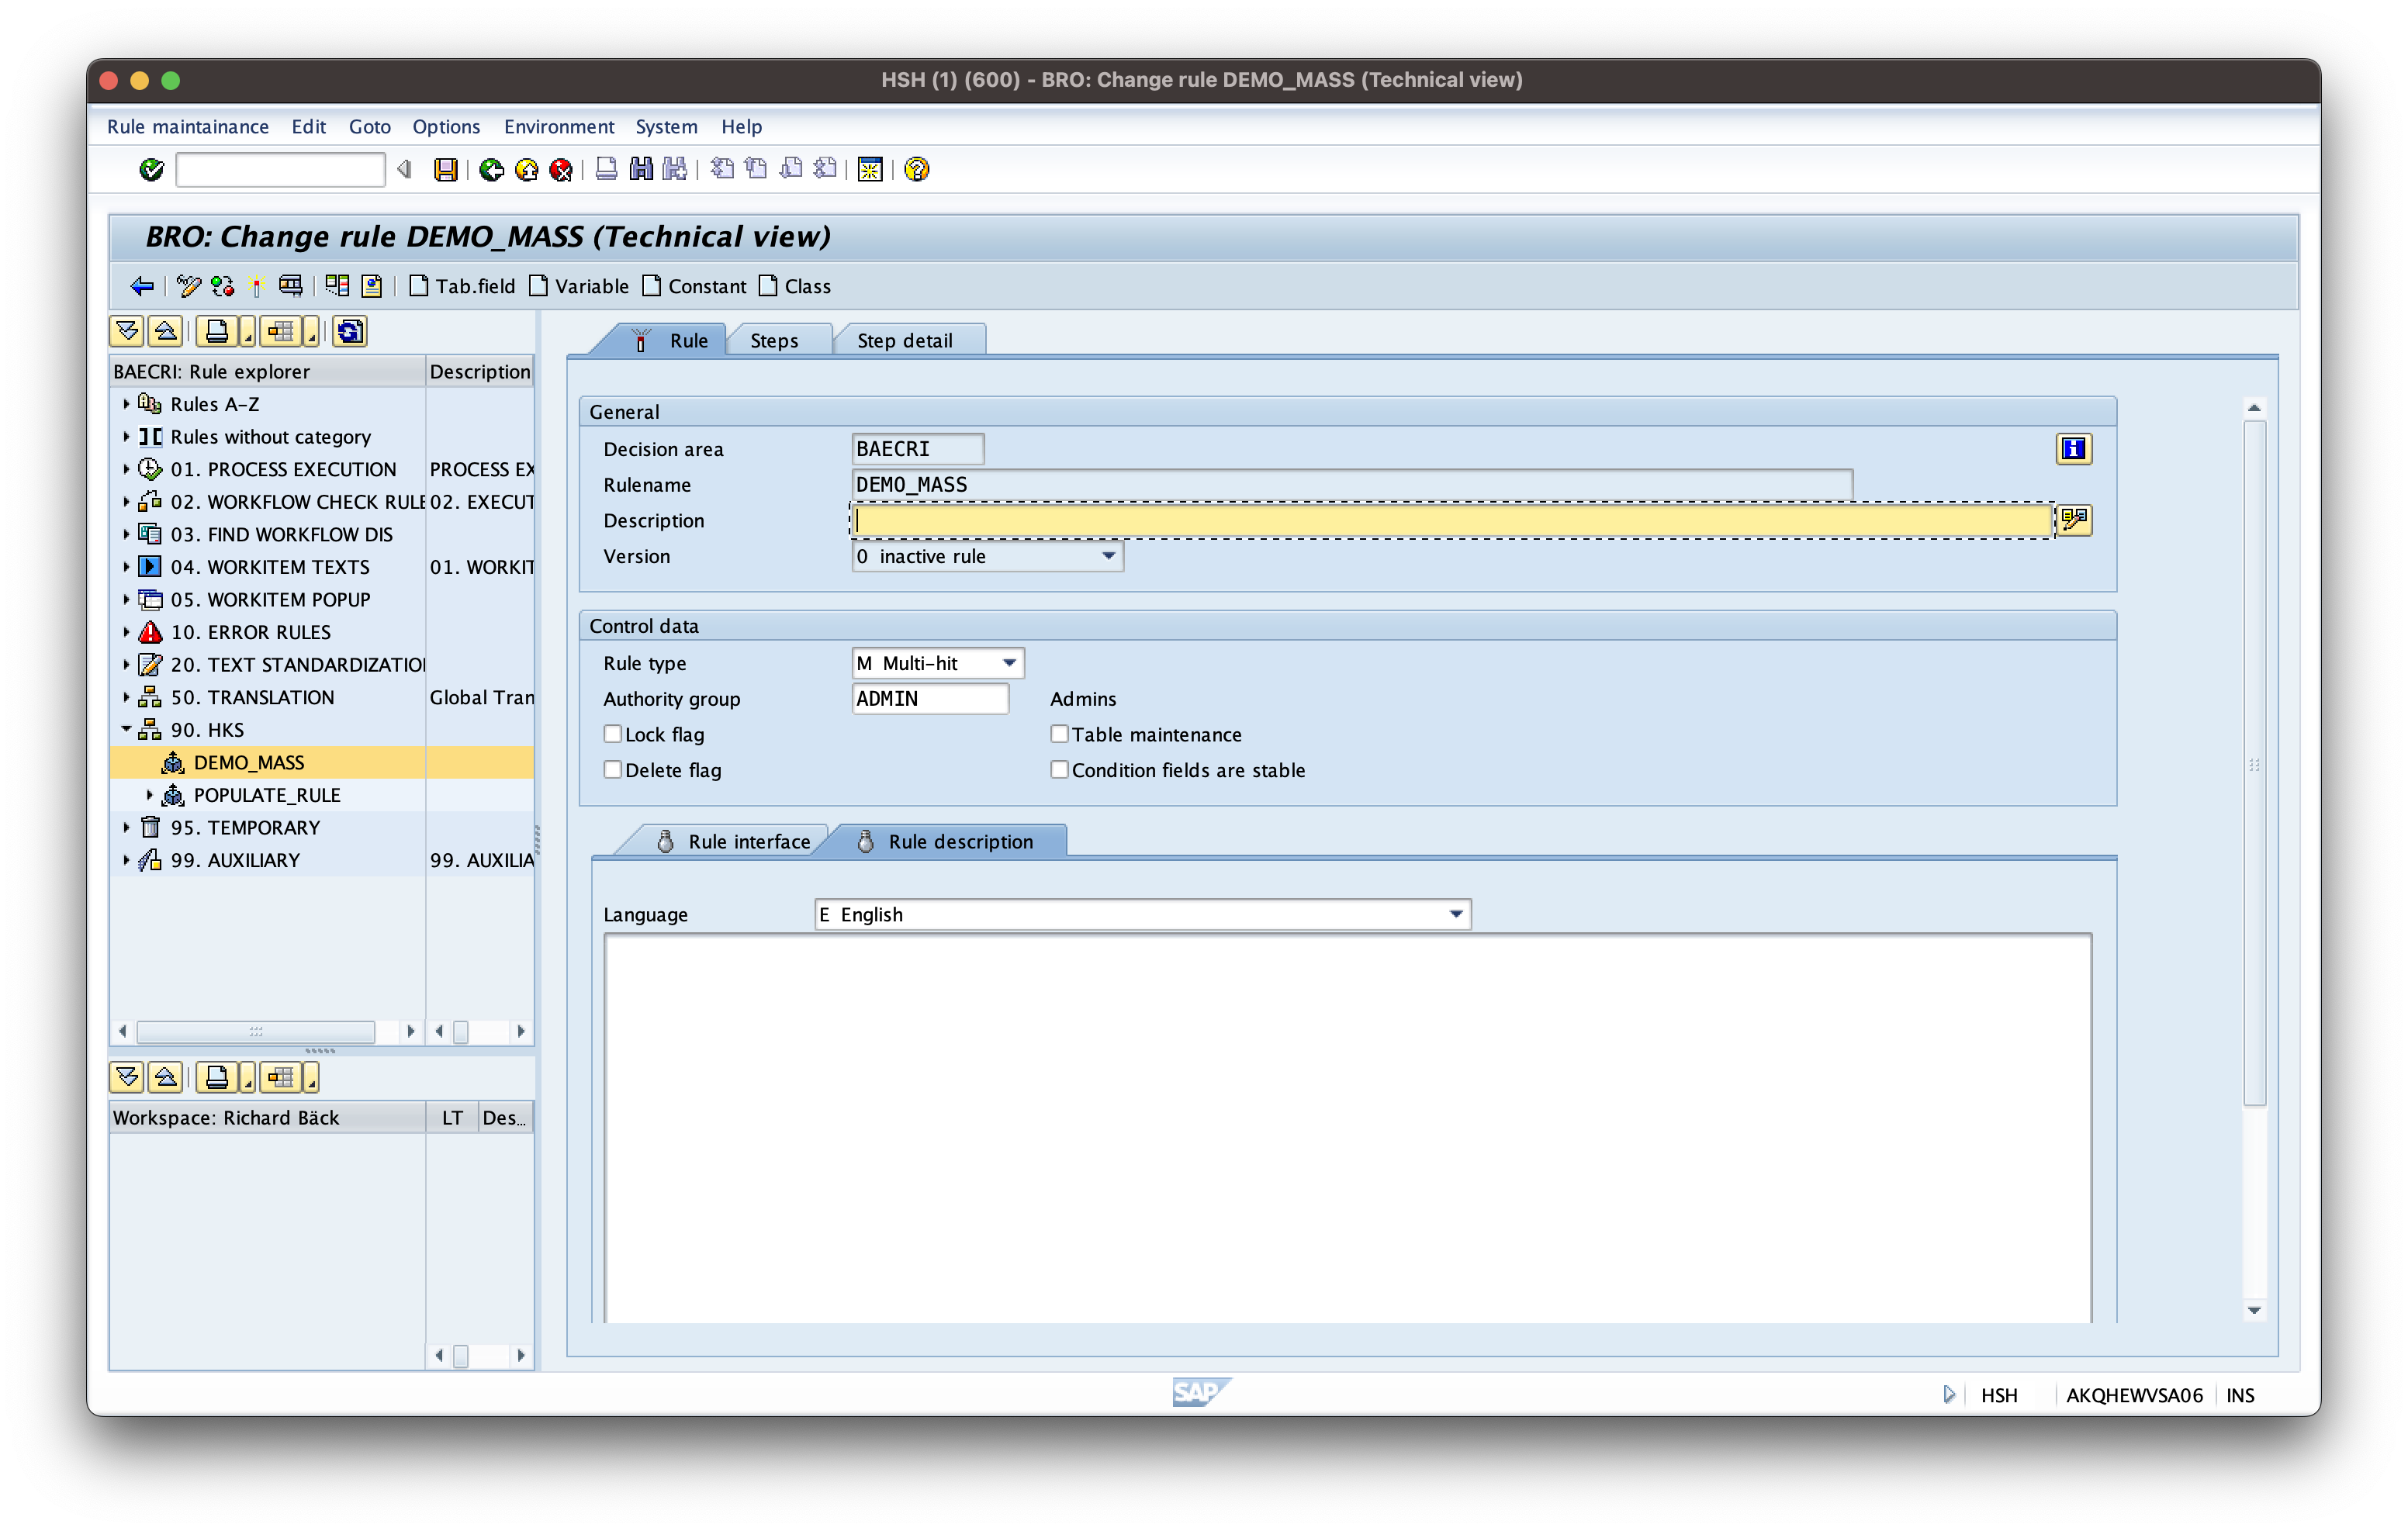 HSH (1) (600) - BRO: Change rule DEMO_MASS (Technical view)
Rule maintainance Edit Goto Options Environment System Help
BRO: Change rule DEMO_MASS (Technical view)
Tab.field Variable Constant Class
BAECRI: Rule explorer Description
Rules A-Z
Rules without category
01. PROCESS EXECUTION PROCESS EX
02. WORKFLOW CHECK RULE 02. EXECUT
03. FIND WORKFLOW DIS
04. WORKITEM TEXTS 01. WORKIT
05. WORKITEM POPUP
10. ERROR RULES
20. TEXT STANDARDIZATIO
50. TRANSLATION Global Tran
90. HKS
DEMO_MASS
POPULATE_RULE
95. TEMPORARY
99. AUXILIARY 99. AUXILIA
Workspace: Richard Bäck LT Des...
Rule Steps Step detail
General
Decision area BAECRI
Rulename DEMO_MASS
Description
Version 0 inactive rule
Control data
Rule type M Multi-hit
Authority group ADMIN Admins
Lock flag Table maintenance
Delete flag Condition fields are stable
Rule interface Rule description
Language E English
SAP HSH AKQHEWVSA06 INS